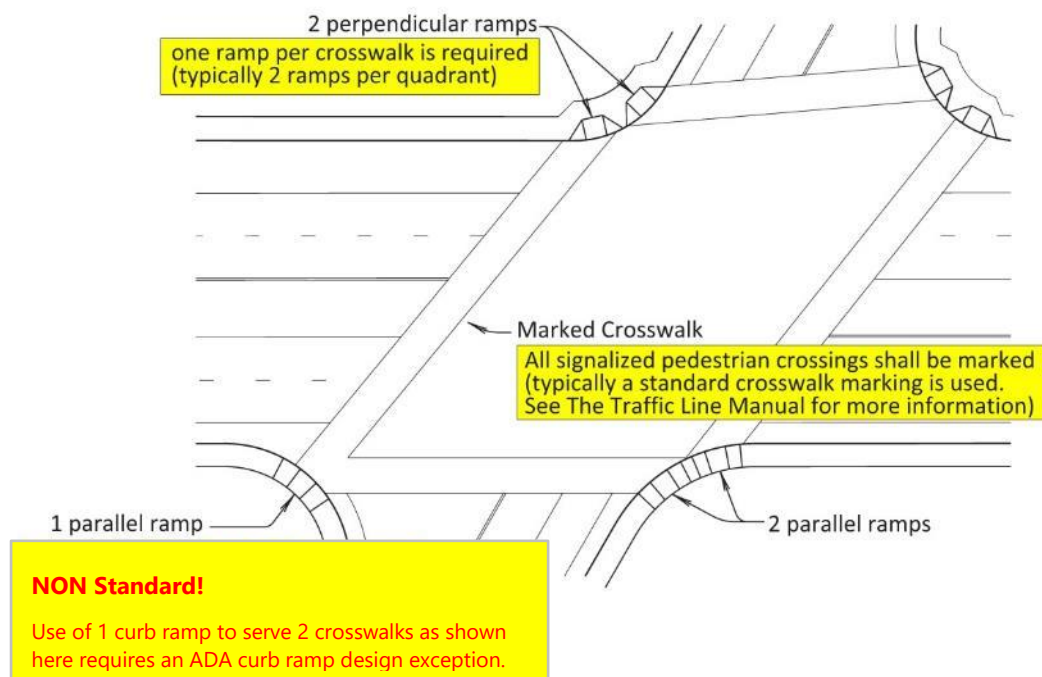 2 perpendicular ramps
one ramp per crosswalk is required
(typically 2 ramps per quadrant)
Marked Crosswalk
All signalized pedestrian crossings shall be marked
(typically a standard crosswalk marking is used.
See The Traffic Line Manual for more information)
1 parallel ramp
2 parallel ramps
NON Standard!
Use of 1 curb ramp to serve 2 crosswalks as shown
here requires an ADA curb ramp design exception.